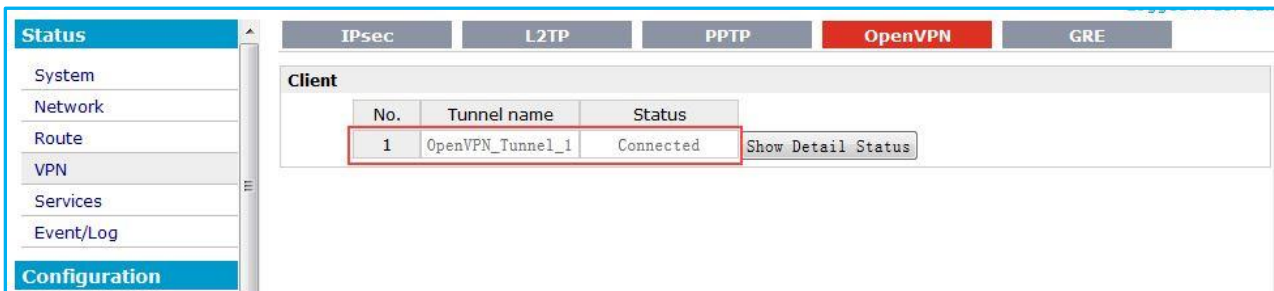 Status
System
Network
Route
VPN
Services
Event/Log
Configuration
IPsec L2TP PPTP OpenVPN GRE
Client
No. Tunnel name Status
1 OpenVPN_Tunnel_1 Connected Show Detail Status